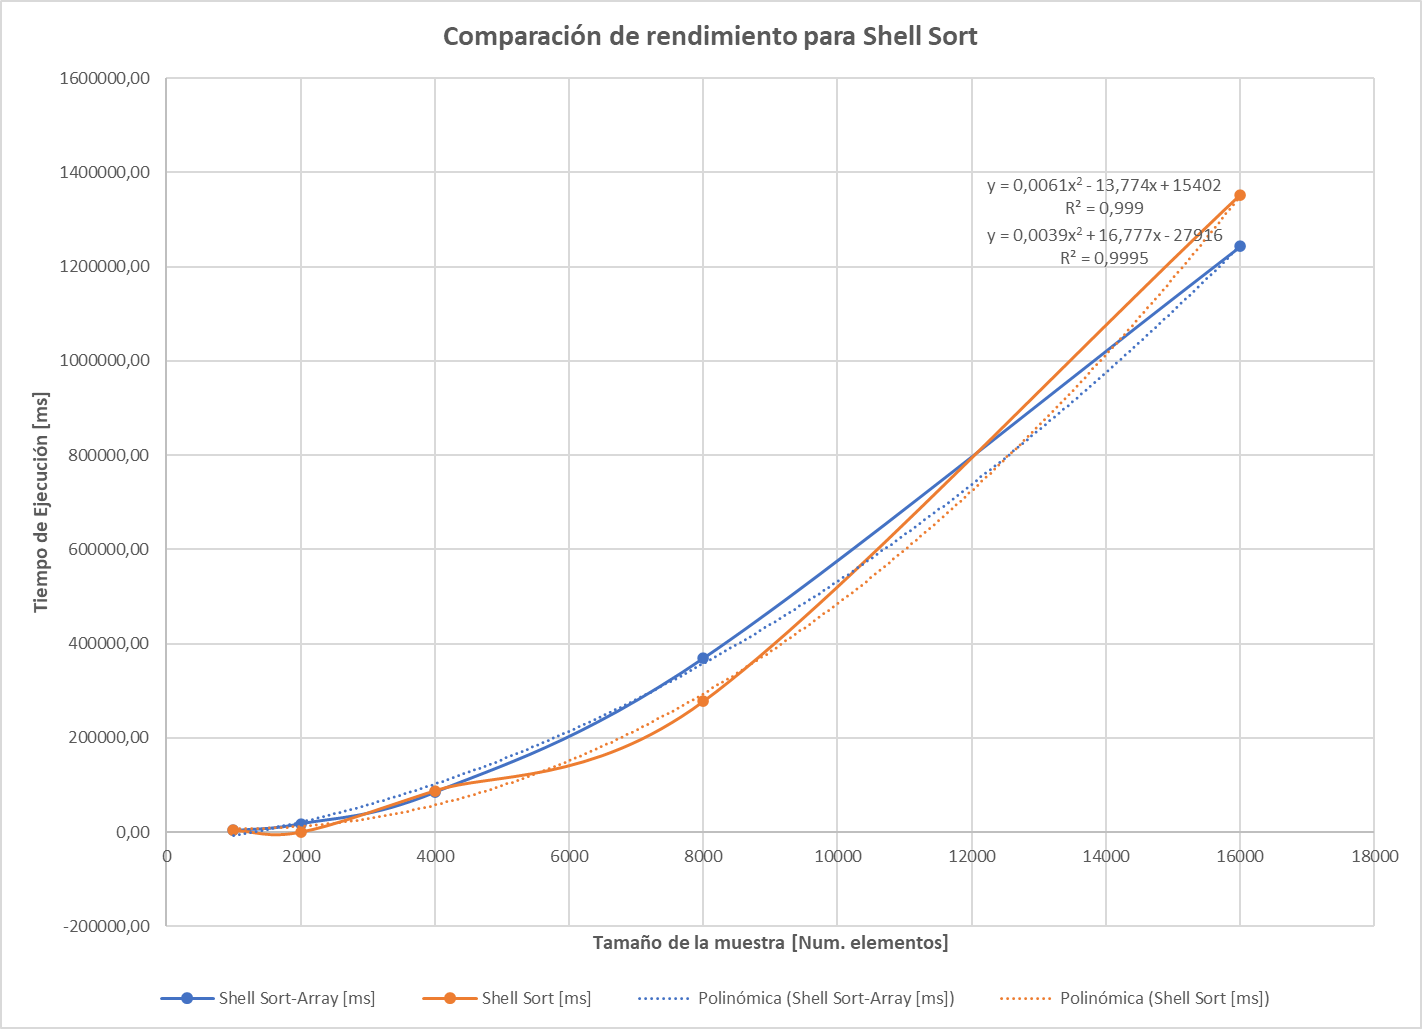 Comparación de rendimiento para Shell Sort
1600000,00
1400000,00
1200000,00
1000000,00
800000,00
600000,00
400000,00
200000,00
0,00
-200000,00
Tiempo de Ejecución [ms]
y = 0,0061x² - 13,774x + 15402
R² = 0,999
y = 0,0039x² + 16,777x - 27916
R² = 0,9995
0 2000 4000 6000 8000 10000 12000 14000 16000 18000
Tamaño de la muestra [Num. elementos]
Shell Sort-Array [ms] Shell Sort [ms] Polinómica (Shell Sort-Array [ms]) Polinómica (Shell Sort [ms])